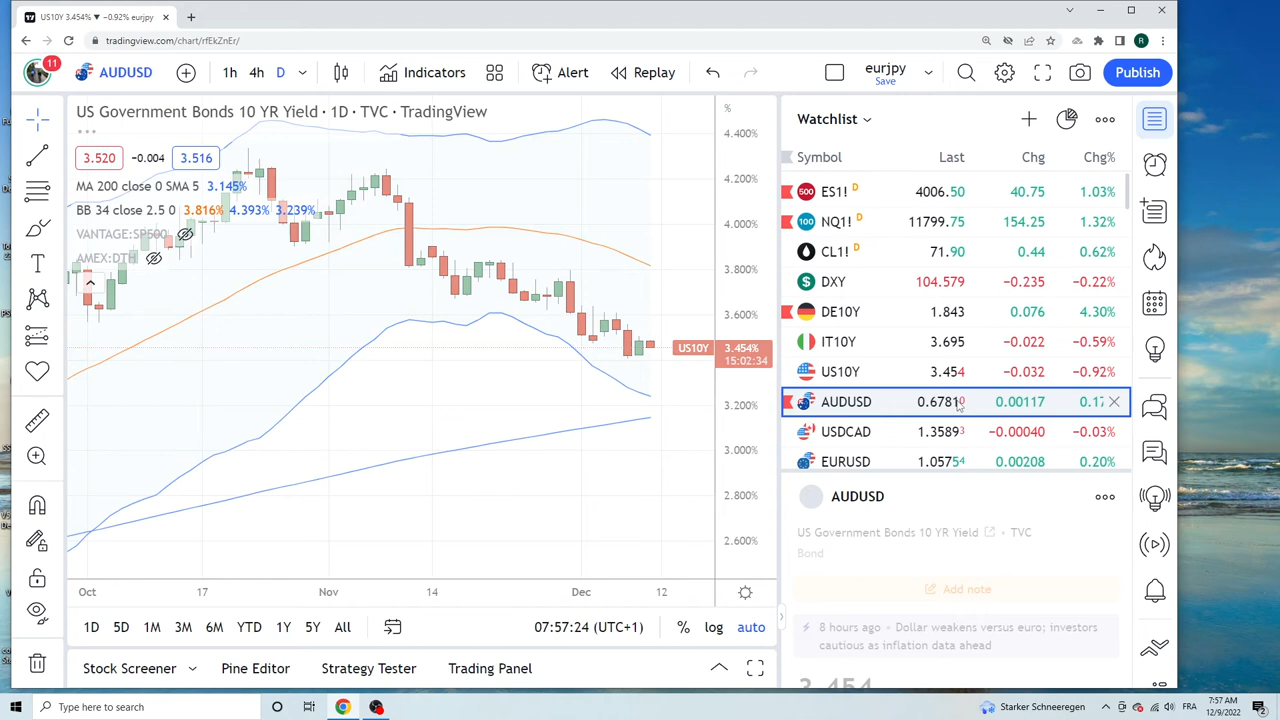 US10Y 3.454% ▼ −0.92% eurjpy
tradingview.com/chart/rfEkZnEr/
R
11
AUDUSD
1h 4h D
Indicators
Alert
Replay
eurjpy
Save
Publish
US Government Bonds 10 YR Yield · 1D · TVC · TradingView
3.520 −0.004 3.516
MA 200 close 0 SMA 5 3.145%
BB 34 close 2.5 0 3.816% 4.393% 3.239%
VANTAGE:SP500
AMEX:DTH
%
4.400%
4.200%
4.000%
3.800%
3.600%
US10Y 3.454%
15:02:34
3.200%
3.000%
2.800%
2.600%
Oct 17 Nov 14 Dec 12
1D 5D 1M 3M 6M YTD 1Y 5Y All
07:57:24 (UTC+1) % log auto
Stock Screener Pine Editor Strategy Tester Trading Panel
Watchlist
Symbol Last Chg Chg%
500 ES1! D 4006.50 40.75 1.03%
100 NQ1! D 11799.75 154.25 1.32%
CL1! D 71.90 0.44 0.62%
$ DXY 104.579 −0.235 −0.22%
DE10Y 1.843 0.076 4.30%
IT10Y 3.695 −0.022 −0.59%
US10Y 3.454 −0.032 −0.92%
AUDUSD 0.67810 0.00117
USDCAD 1.35893 −0.00040 −0.03%
EURUSD 1.05754 0.00208 0.20%
AUDUSD
US Government Bonds 10 YR Yield · TVC
Bond
Add note
8 hours ago · Dollar weakens versus euro; investors
cautious as inflation data ahead
3.454
Type here to search
Starker Schneeregen
FRA
7:57 AM
12/9/2022
2